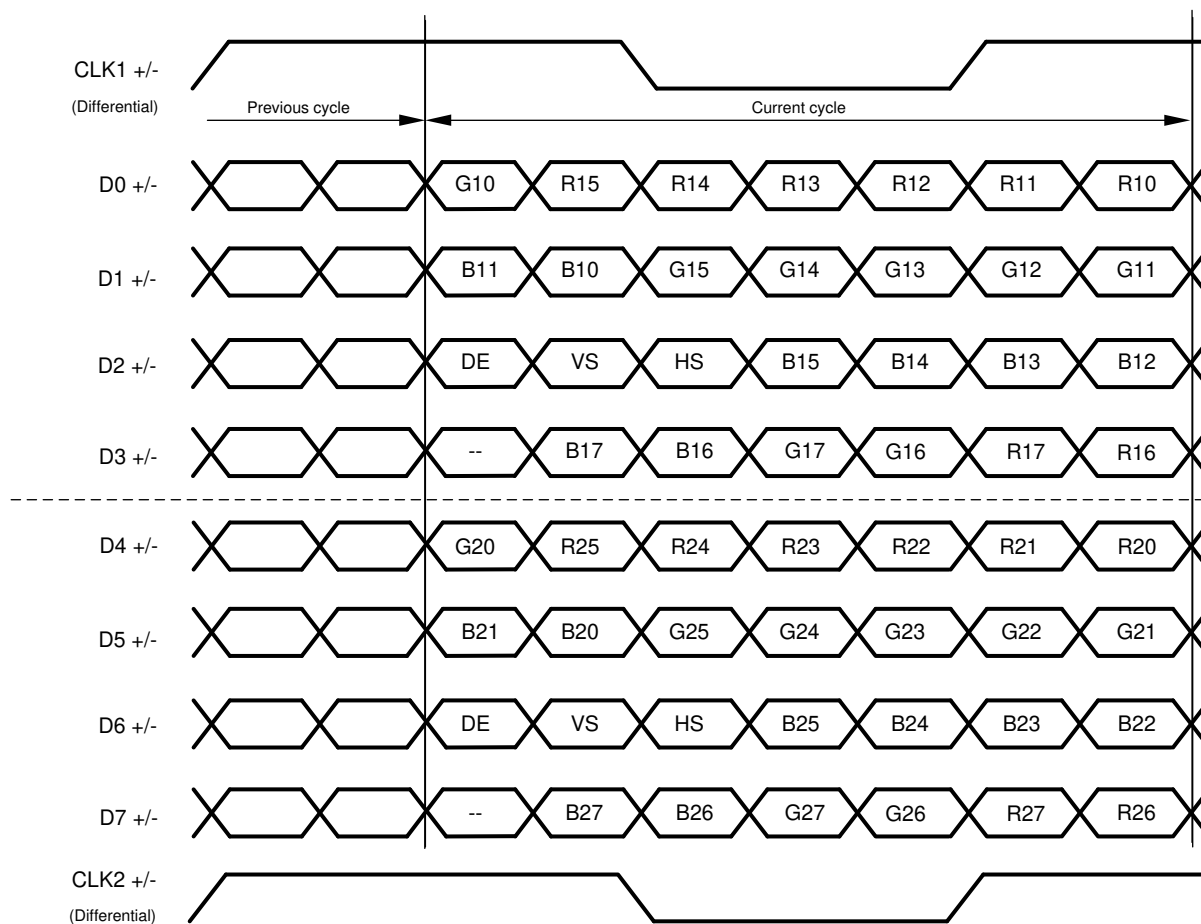 CLK1 +/-
(Differential)
Previous cycle Current cycle
D0 +/- G10 R15 R14 R13 R12 R11 R10
D1 +/- B11 B10 G15 G14 G13 G12 G11
D2 +/- DE VS HS B15 B14 B13 B12
D3 +/- -- B17 B16 G17 G16 R17 R16
D4 +/- G20 R25 R24 R23 R22 R21 R20
D5 +/- B21 B20 G25 G24 G23 G22 G21
D6 +/- DE VS HS B25 B24 B23 B22
D7 +/- -- B27 B26 G27 G26 R27 R26
CLK2 +/-
(Differential)